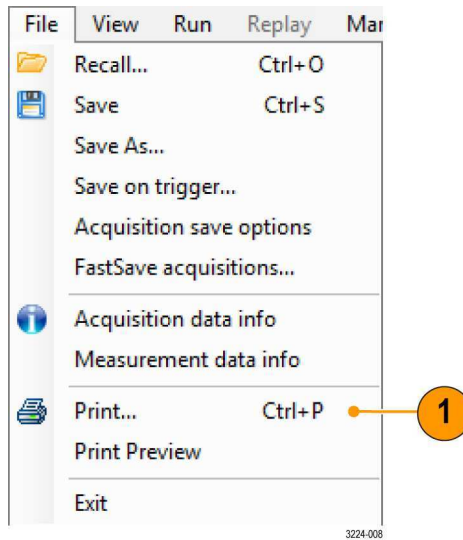 File View Run Replay
Recall... Ctrl+O
Save Ctrl+S
Save As...
Save on trigger...
Acquisition save options
FastSave acquisitions...
Acquisition data info
Measurement data info
Print... Ctrl+P 1
Print Preview
Exit
3224-008